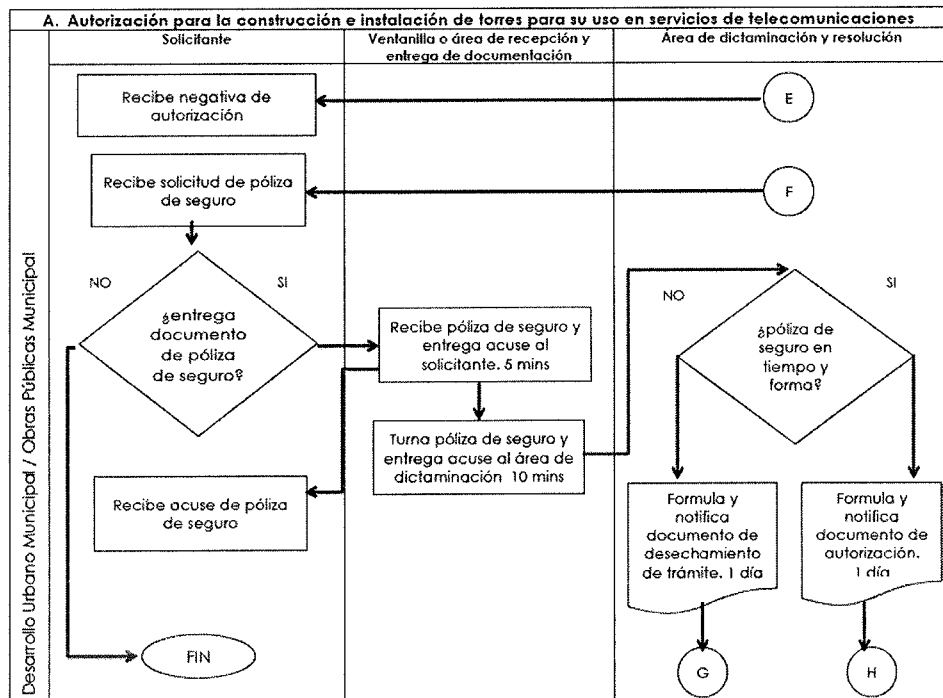 A. Autorización para la construcción e instalación de torres para su uso en servicios de telecomunicaciones
Solicitante
Ventanilla o área de recepción y
entrega de documentación
Área de dictaminación y resolución
Desarrollo Urbano Municipal / Obras Públicas Municipal
Recibe negativa de
autorización
E
Recibe solicitud de póliza
de seguro
F
NO
SI
¿entrega
documento
de póliza
de seguro?
Recibe póliza de seguro y
entrega acuse al
solicitante. 5 mins
NO
SI
¿póliza de
seguro en
tiempo y
forma?
Turna póliza de seguro y
entrega acuse al área de
dictaminación 10 mins
Recibe acuse de póliza
de seguro
Formula y
notifica
documento de
desechamiento
de trámite. 1 día
Formula y
notifica
documento de
autorización.
1 día
FIN
G
H